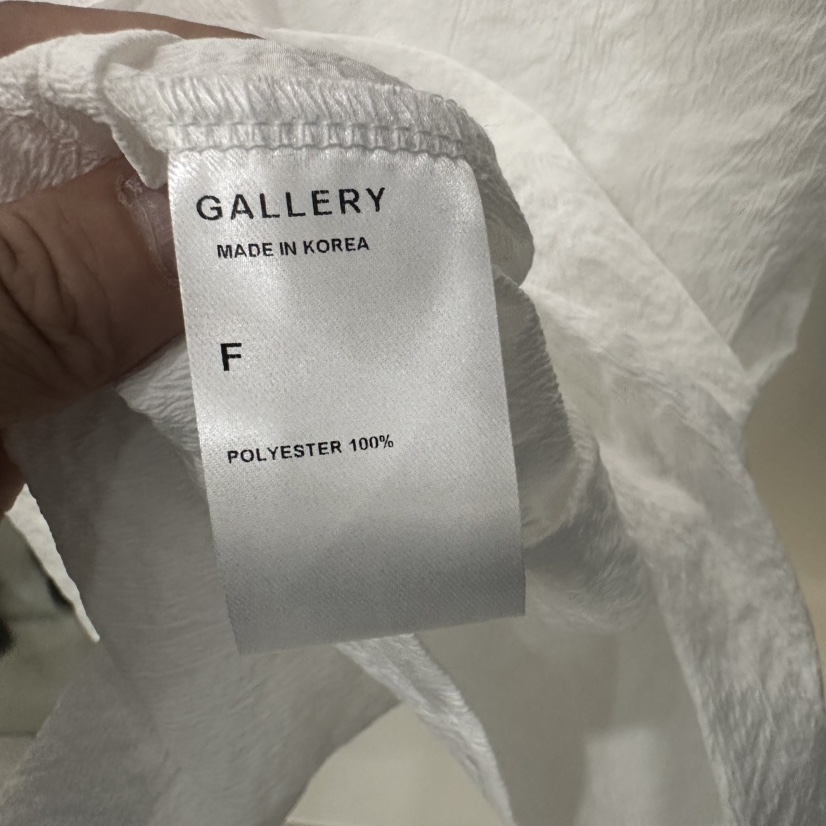 GALLERY
MADE IN KOREA
F
POLYESTER 100%